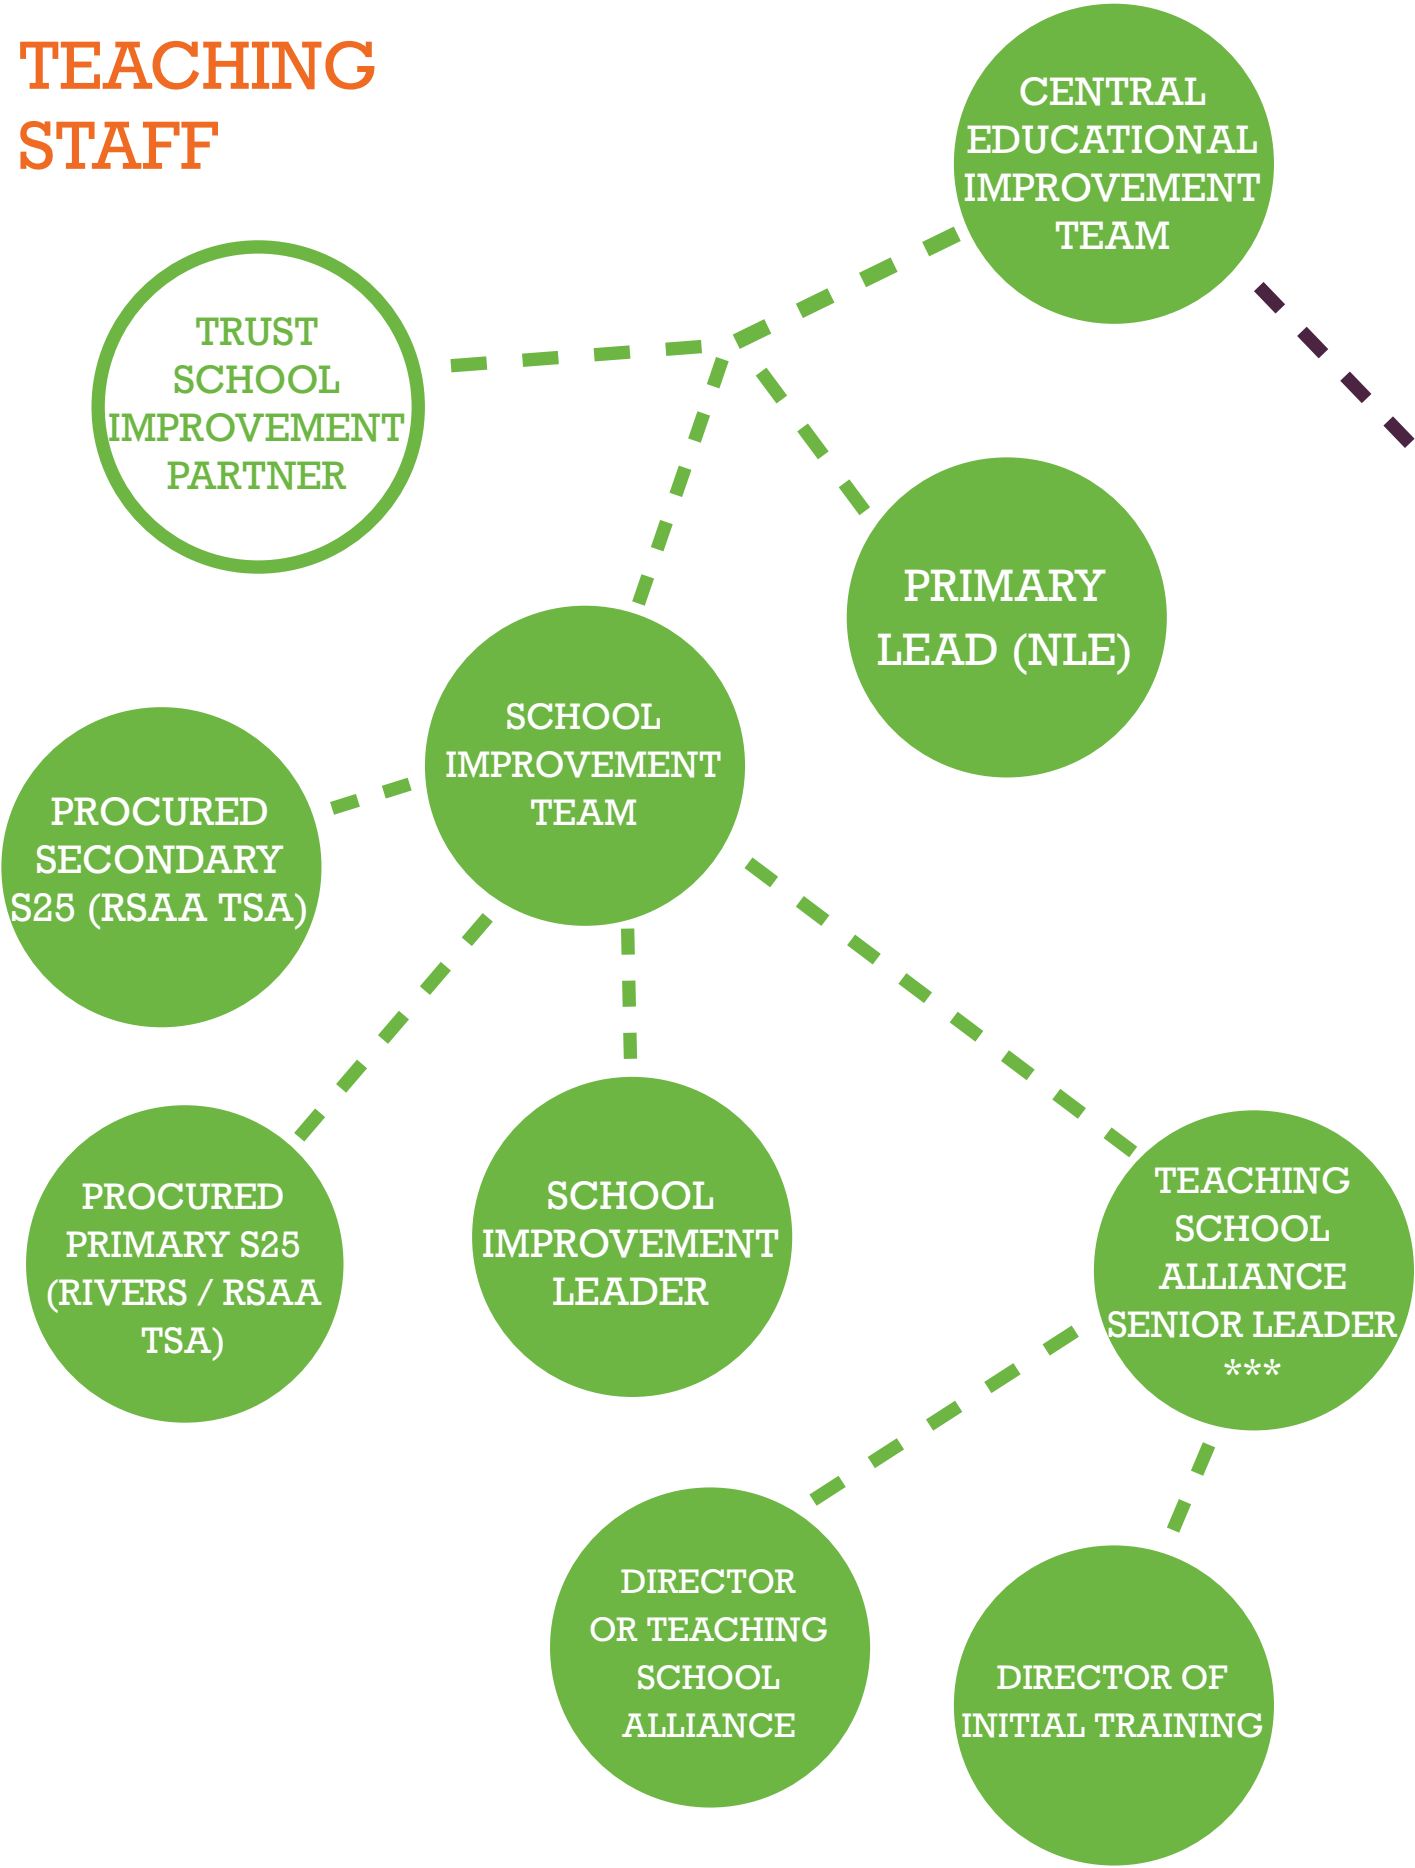 TEACHING
STAFF
CENTRAL
EDUCATIONAL
IMPROVEMENT
TEAM
TRUST
SCHOOL
IMPROVEMENT
PARTNER
PRIMARY
LEAD (NLE)
SCHOOL
IMPROVEMENT
TEAM
PROCURED
SECONDARY
S25 (RSAA TSA)
PROCURED
PRIMARY S25
(RIVERS / RSAA
TSA)
SCHOOL
IMPROVEMENT
LEADER
TEACHING
SCHOOL
ALLIANCE
SENIOR LEADER
***
DIRECTOR
OR TEACHING
SCHOOL
ALLIANCE
DIRECTOR OF
INITIAL TRAINING